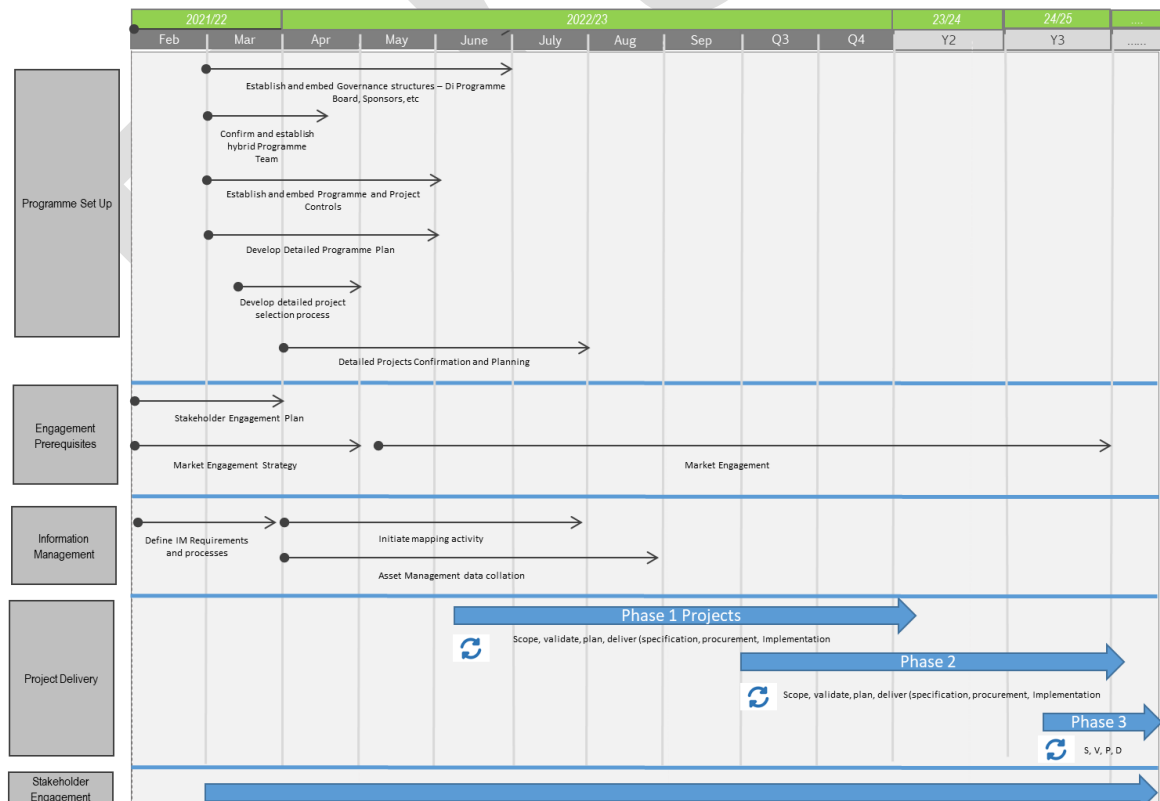 2021/22 2022/23 23/24 24/25 ....
Feb Mar Apr May June July Aug Sep Q3 Q4 Y2 Y3 ......
Programme Set Up
Establish and embed Governance structures – Di Programme
Board, Sponsors, etc
Confirm and establish
hybrid Programme
Team
Establish and embed Programme and Project
Controls
Develop Detailed Programme Plan
Develop detailed project
selection process
Detailed Projects Confirmation and Planning
Engagement
Prerequisites
Stakeholder Engagement Plan
Market Engagement Strategy
Market Engagement
Information
Management
Define IM Requirements
and processes
Initiate mapping activity
Asset Management data collation
Project Delivery
Phase 1 Projects
Scope, validate, plan, deliver (specification, procurement, Implementation
Phase 2
Scope, validate, plan, deliver (specification, procurement, Implementation
Phase 3
S, V, P, D
Stakeholder
Engagement